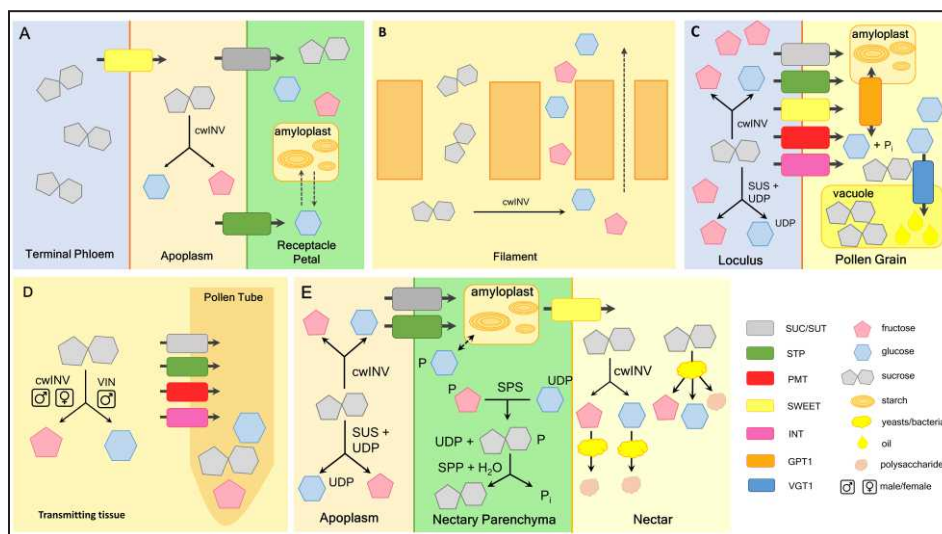 A
cwINV
amyloplast
Terminal Phloem
Apoplasm
Receptacle
Petal
B
cwINV
Filament
C
amyloplast
cwINV
+ Pi
SUS +
UDP
UDP
vacuole
Loculus
Pollen Grain
D
Pollen Tube
cwINV
VIN
Transmitting tissue
E
amyloplast
cwINV
P
P
SPS
UDP
cwINV
SUS +
UDP
UDP
UDP +
P
SPP + H2O
Pi
Apoplasm
Nectary Parenchyma
Nectar
SUC/SUT
STP
PMT
SWEET
INT
GPT1
VGT1
fructose
glucose
sucrose
starch
yeasts/bacteria
oil
polysaccharide
male/female